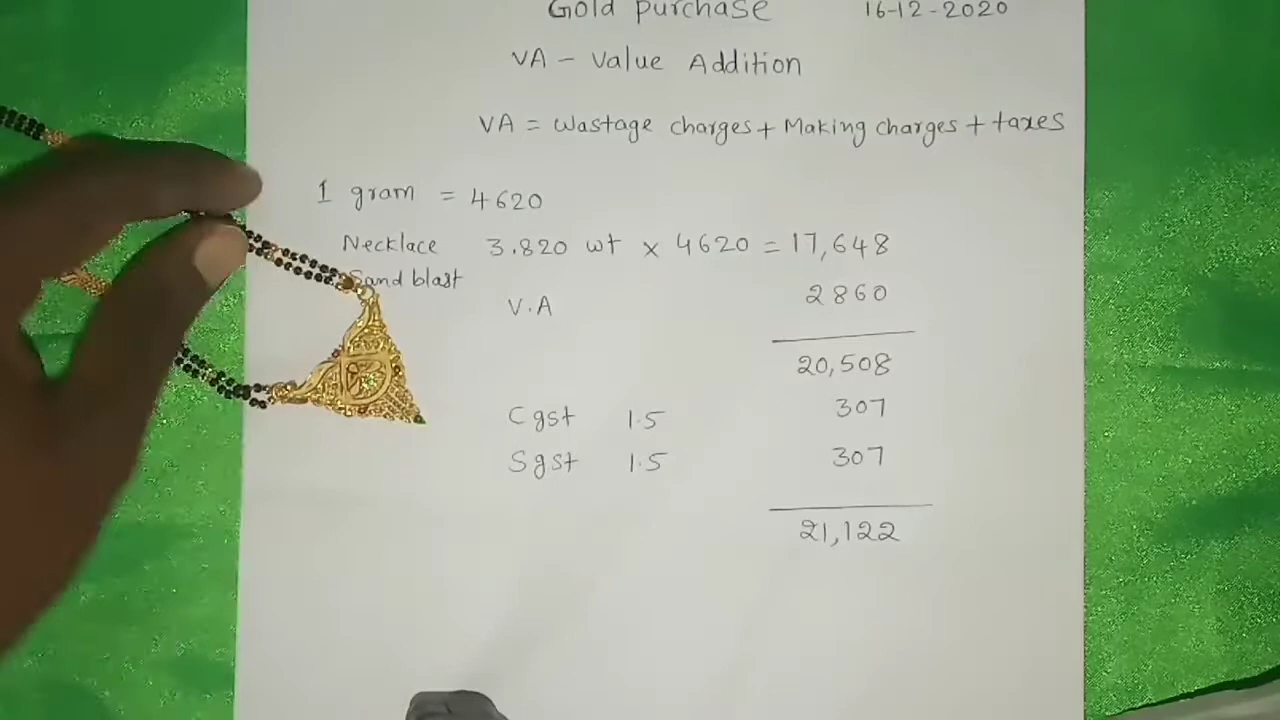 Gold purchase 16-12-2020
VA - Value Addition
VA = Wastage charges + Making charges + taxes
1 gram = 4620
Necklace 3.820 wt x 4620 = 17,648
Sand blast
V.A 2860
20,508
Cgst 1.5 307
Sgst 1.5 307
21,122